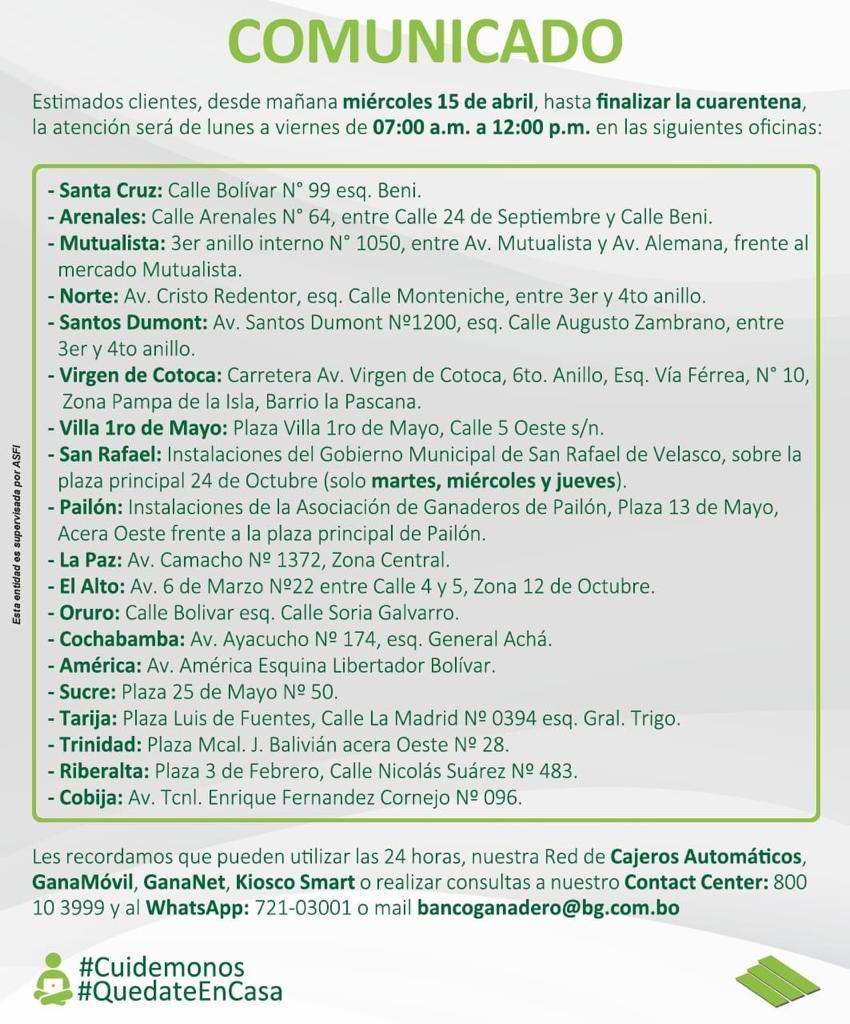 COMUNICADO
Estimados clientes, desde mañana miércoles 15 de abril, hasta finalizar la cuarentena,
la atención será de lunes a viernes de 07:00 a.m. a 12:00 p.m. en las siguientes oficinas:
- Santa Cruz: Calle Bolívar N° 99 esq. Beni.
- Arenales: Calle Arenales N° 64, entre Calle 24 de Septiembre y Calle Beni.
- Mutualista: 3er anillo interno N° 1050, entre Av. Mutualista y Av. Alemana, frente al
mercado Mutualista.
- Norte: Av. Cristo Redentor, esq. Calle Monteniche, entre 3er y 4to anillo.
- Santos Dumont: Av. Santos Dumont Nº1200, esq. Calle Augusto Zambrano, entre
3er y 4to anillo.
- Virgen de Cotoca: Carretera Av. Virgen de Cotoca, 6to. Anillo, Esq. Vía Férrea, N° 10,
Zona Pampa de la Isla, Barrio la Pascana.
- Villa 1ro de Mayo: Plaza Villa 1ro de Mayo, Calle 5 Oeste s/n.
- San Rafael: Instalaciones del Gobierno Municipal de San Rafael de Velasco, sobre la
plaza principal 24 de Octubre (solo martes, miércoles y jueves).
- Pailón: Instalaciones de la Asociación de Ganaderos de Pailón, Plaza 13 de Mayo,
Acera Oeste frente a la plaza principal de Pailón.
- La Paz: Av. Camacho Nº 1372, Zona Central.
- El Alto: Av. 6 de Marzo Nº22 entre Calle 4 y 5, Zona 12 de Octubre.
- Oruro: Calle Bolivar esq. Calle Soria Galvarro.
- Cochabamba: Av. Ayacucho Nº 174, esq. General Achá.
- América: Av. América Esquina Libertador Bolívar.
- Sucre: Plaza 25 de Mayo Nº 50.
- Tarija: Plaza Luis de Fuentes, Calle La Madrid Nº 0394 esq. Gral. Trigo.
- Trinidad: Plaza Mcal. J. Balivián acera Oeste Nº 28.
- Riberalta: Plaza 3 de Febrero, Calle Nicolás Suárez Nº 483.
- Cobija: Av. Tcnl. Enrique Fernandez Cornejo Nº 096.
Esta entidad es supervisada por ASFI
Les recordamos que pueden utilizar las 24 horas, nuestra Red de Cajeros Automáticos,
GanaMóvil, GanaNet, Kiosco Smart o realizar consultas a nuestro Contact Center: 800
10 3999 y al WhatsApp: 721-03001 o mail bancoganadero@bg.com.bo
#Cuidemonos
#QuedateEnCasa